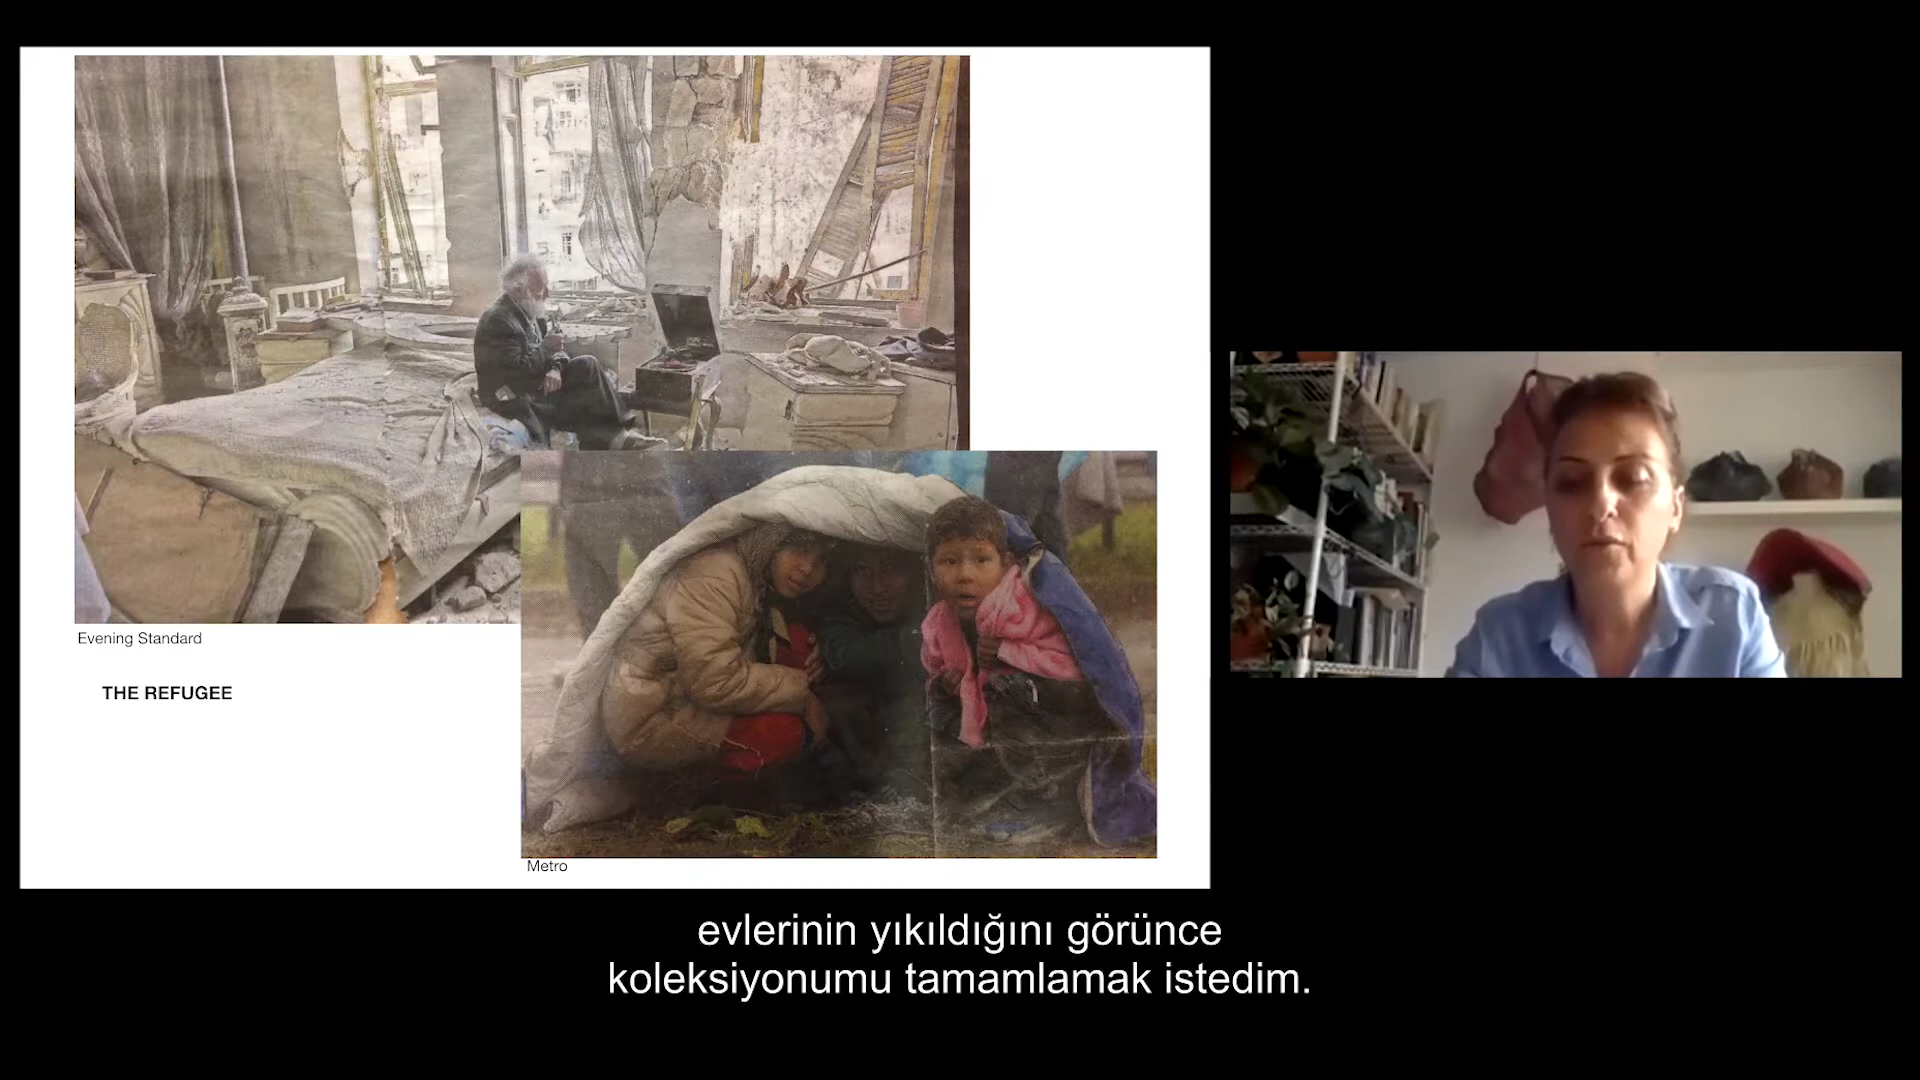 Evening Standard
THE REFUGEE
Metro
evlerinin yıkıldığını görünce
koleksiyonumu tamamlamak istedim.